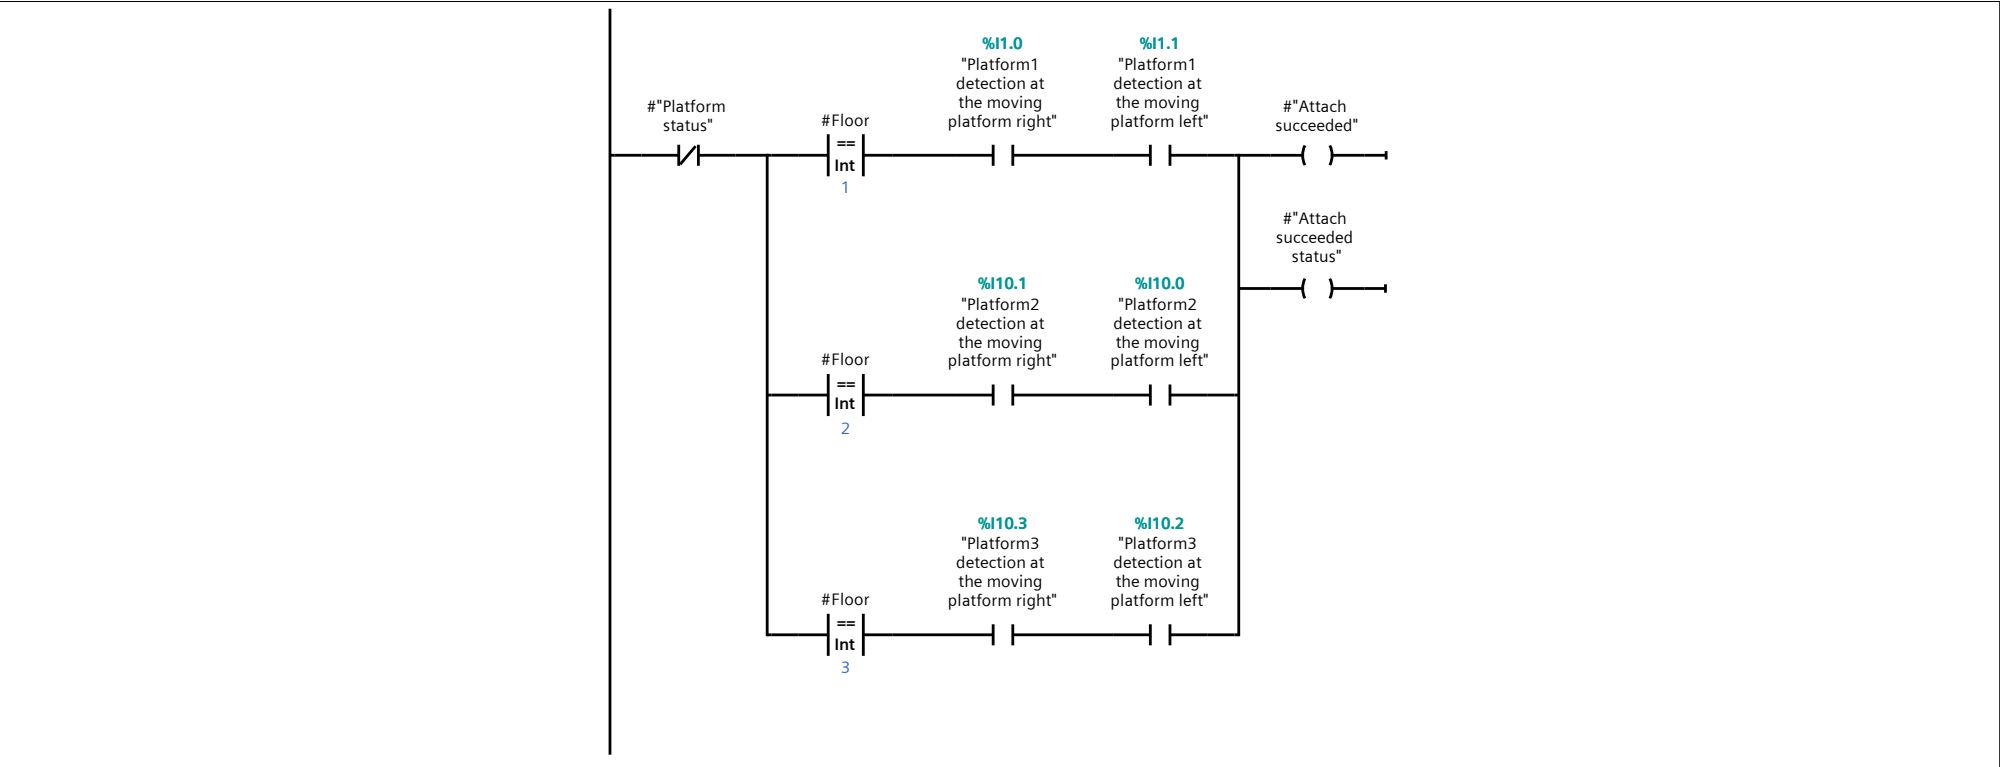 %I1.0
"Platform1
detection at
the moving
platform right"
%I1.1
"Platform1
detection at
the moving
platform left"
#"Platform
status"
#Floor
==
Int
1
#"Attach
succeeded"
#"Attach
succeeded
status"
%I10.1
"Platform2
detection at
the moving
platform right"
%I10.0
"Platform2
detection at
the moving
platform left"
#Floor
==
Int
2
%I10.3
"Platform3
detection at
the moving
platform right"
%I10.2
"Platform3
detection at
the moving
platform left"
#Floor
==
Int
3